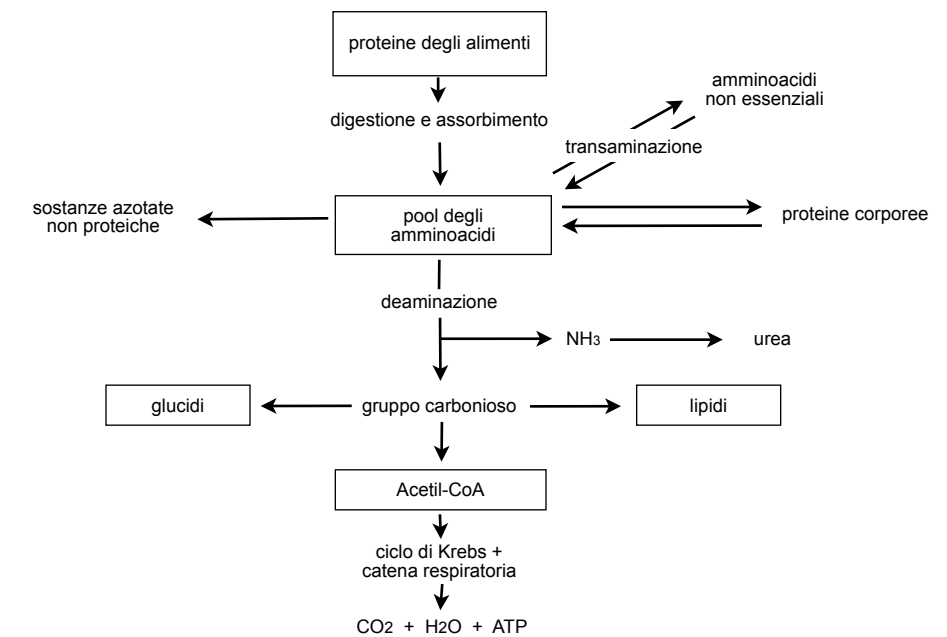 proteine degli alimenti
digestione e assorbimento
amminoacidi
non essenziali
transaminazione
sostanze azotate
non proteiche
pool degli
amminoacidi
proteine corporee
deaminazione
NH3
urea
glucidi
gruppo carbonioso
lipidi
Acetil-CoA
ciclo di Krebs +
catena respiratoria
CO2 + H2O + ATP